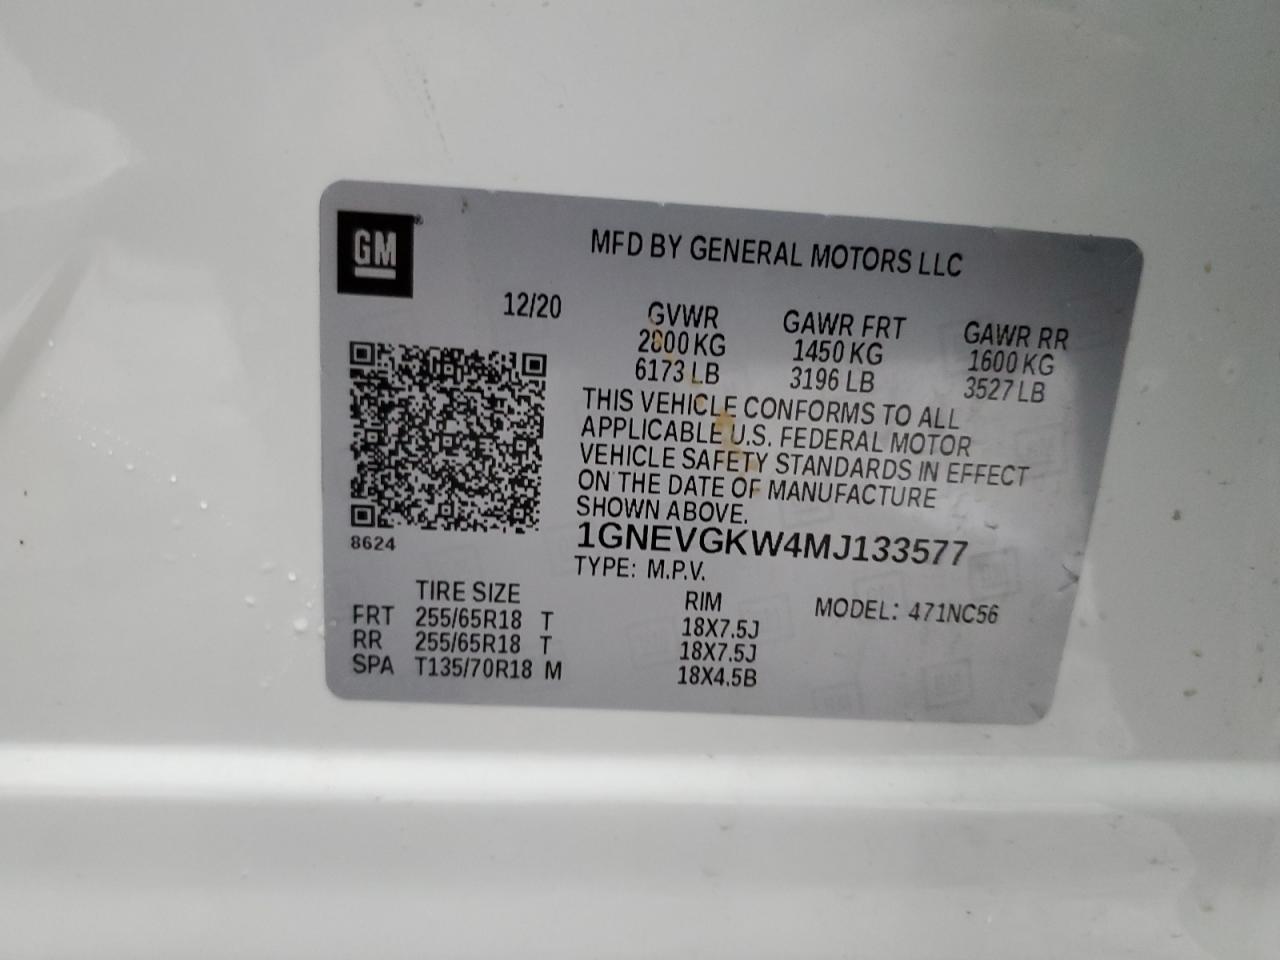 GM
MFD BY GENERAL MOTORS LLC
12/20
GVWR GAWR FRT GAWR RR
2800 KG 1450 KG 1600 KG
6173 LB 3196 LB 3527 LB
THIS VEHICLE CONFORMS TO ALL
APPLICABLE U.S. FEDERAL MOTOR
VEHICLE SAFETY STANDARDS IN EFFECT
ON THE DATE OF MANUFACTURE
SHOWN ABOVE.
1GNEVGKW4MJ133577
8624
TYPE: M.P.V.
TIRE SIZE RIM MODEL: 471NC56
FRT 255/65R18 T 18X7.5J
RR 255/65R18 T 18X7.5J
SPA T135/70R18 M 18X4.5B